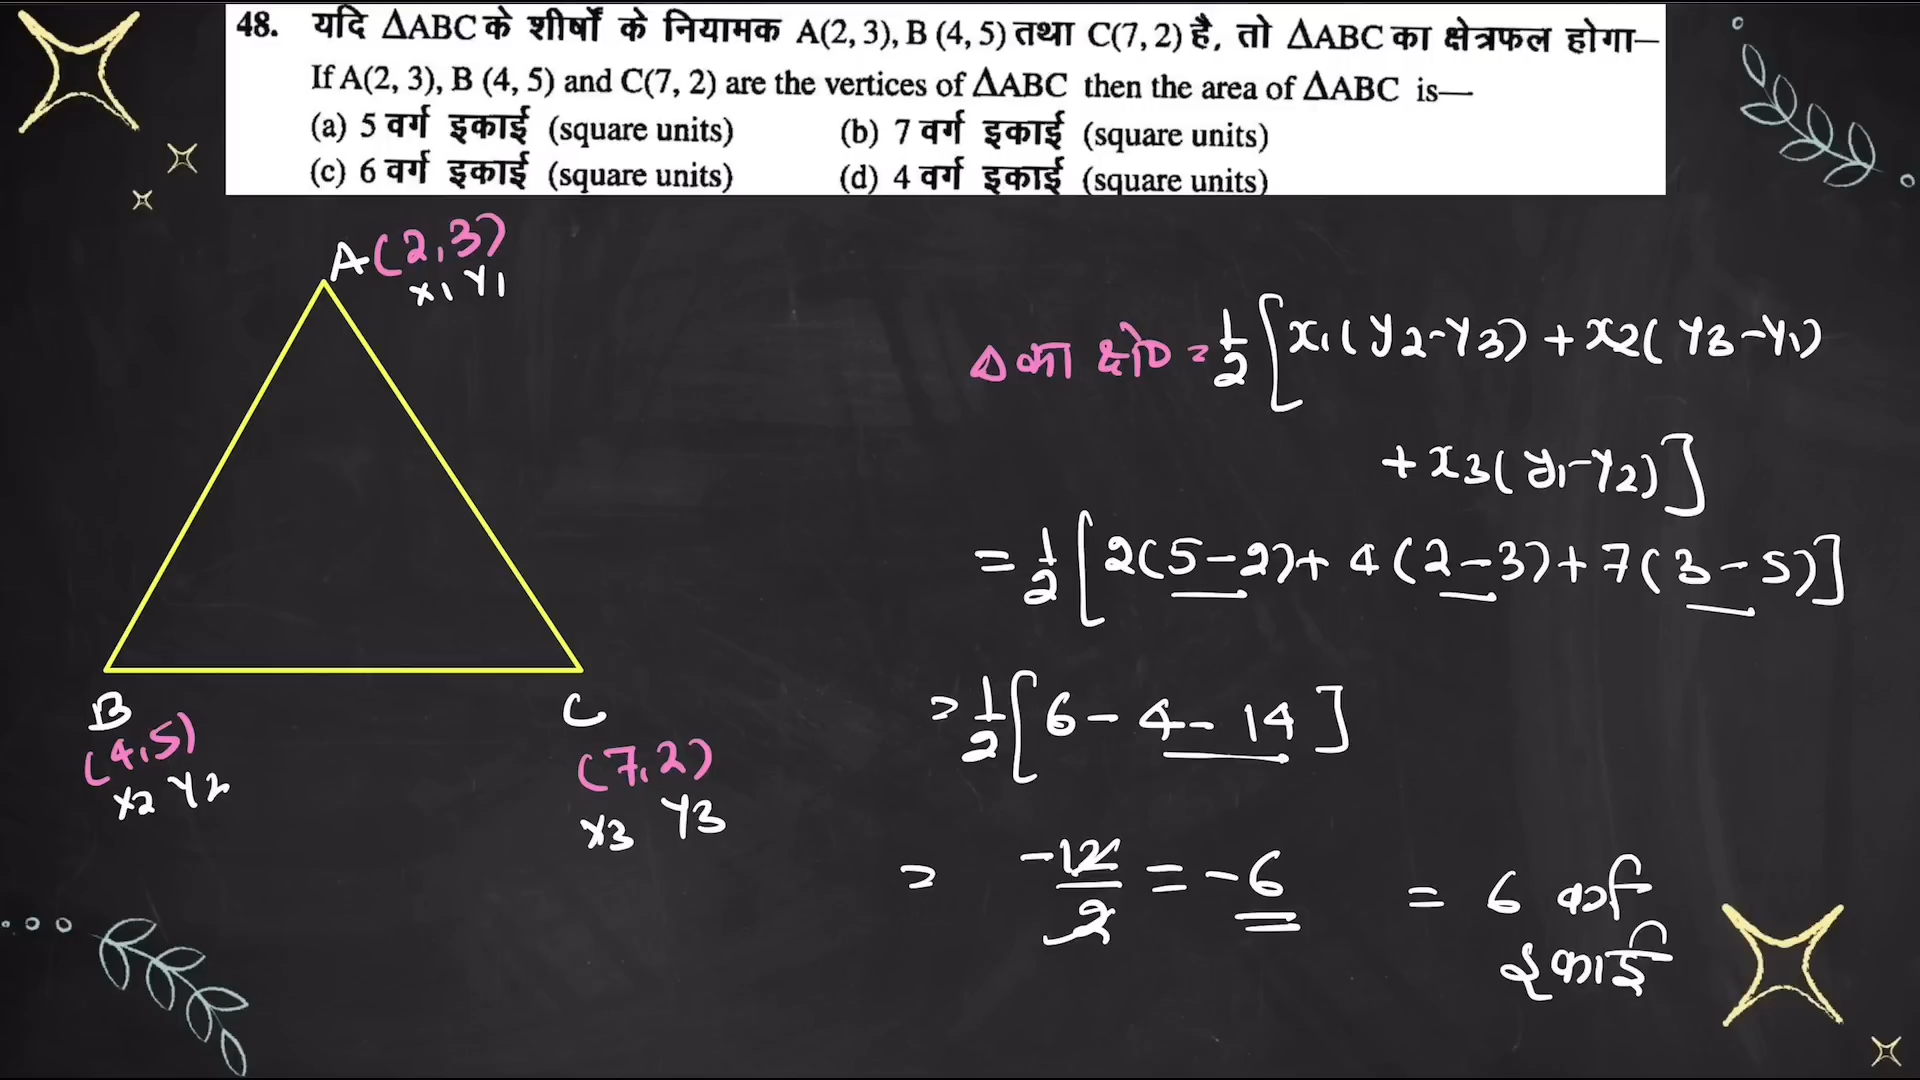 48. यदि ΔABC के शीर्षों के नियामक A(2, 3), B (4, 5) तथा C(7, 2) है, तो ΔABC का क्षेत्रफल होगा—
If A(2, 3), B (4, 5) and C(7, 2) are the vertices of ΔABC then the area of ΔABC is—
(a) 5 वर्ग इकाई (square units) (b) 7 वर्ग इकाई (square units)
(c) 6 वर्ग इकाई (square units) (d) 4 वर्ग इकाई (square units)
A(2,3)
x1 y1
B
(4,5)
x2 y2
C
(7,2)
x3 y3
Δ का क्षे० = 1/2 [x1(y2-y3) + x2(y3-y1)
+ x3(y1-y2)]
= 1/2 [2(5-2)+ 4(2-3)+7(3-5)]
= 1/2 [6-4-14]
= -12/2 = -6 = 6 वर्ग
इकाई